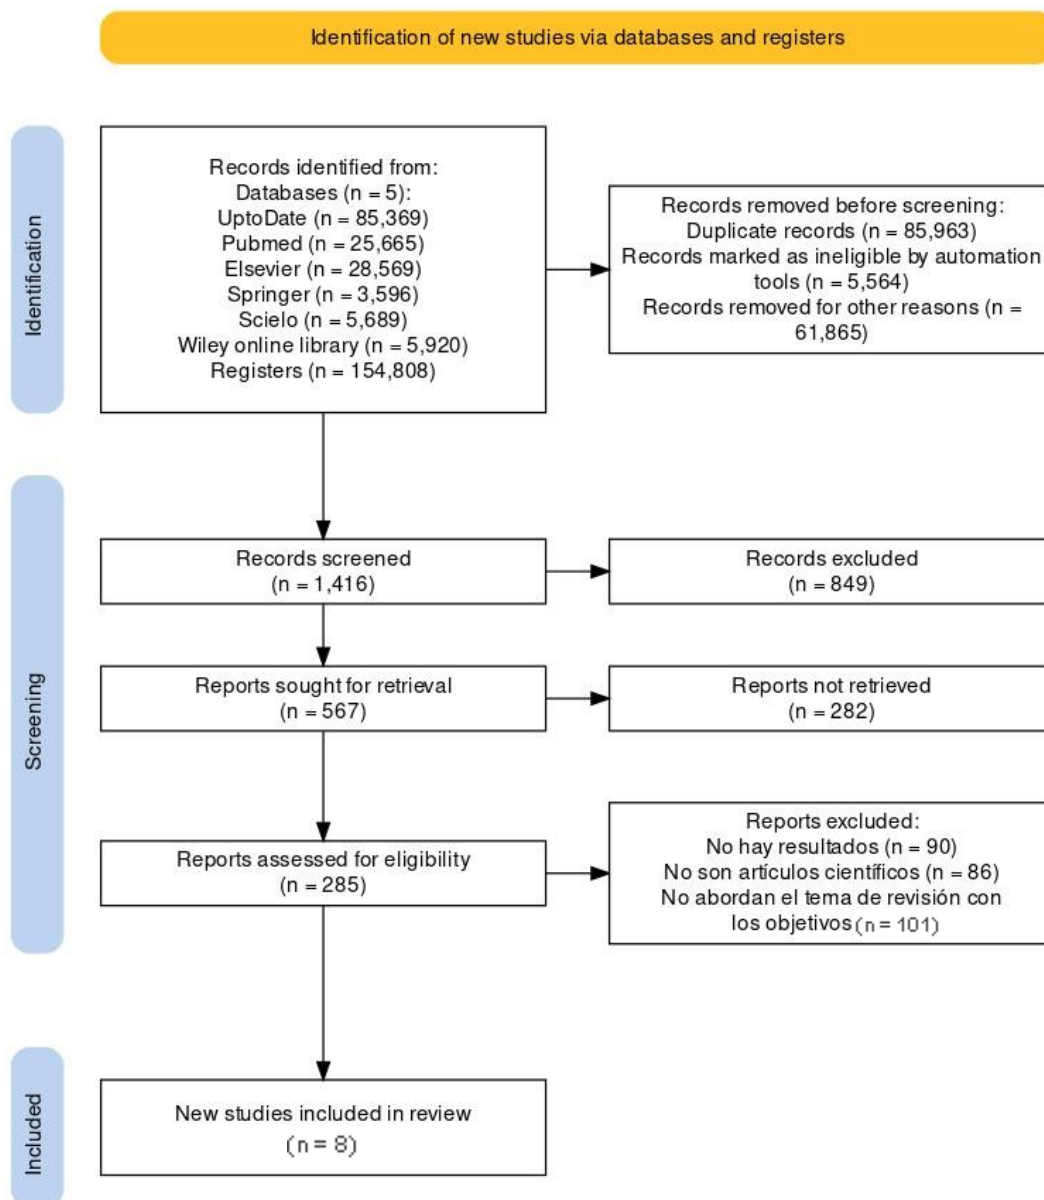 Identification of new studies via databases and registers
Identification
Records identified from:
Databases (n = 5):
UptoDate (n = 85,369)
Pubmed (n = 25,665)
Elsevier (n = 28,569)
Springer (n = 3,596)
Scielo (n = 5,689)
Wiley online library (n = 5,920)
Registers (n = 154,808)
Records removed before screening:
Duplicate records (n = 85,963)
Records marked as ineligible by automation
tools (n = 5,564)
Records removed for other reasons (n =
61,865)
Screening
Records screened
(n = 1,416)
Records excluded
(n = 849)
Reports sought for retrieval
(n = 567)
Reports not retrieved
(n = 282)
Reports assessed for eligibility
(n = 285)
Reports excluded:
No hay resultados (n = 90)
No son artículos científicos (n = 86)
No abordan el tema de revisión con
los objetivos (n = 101)
Included
New studies included in review
(n = 8)